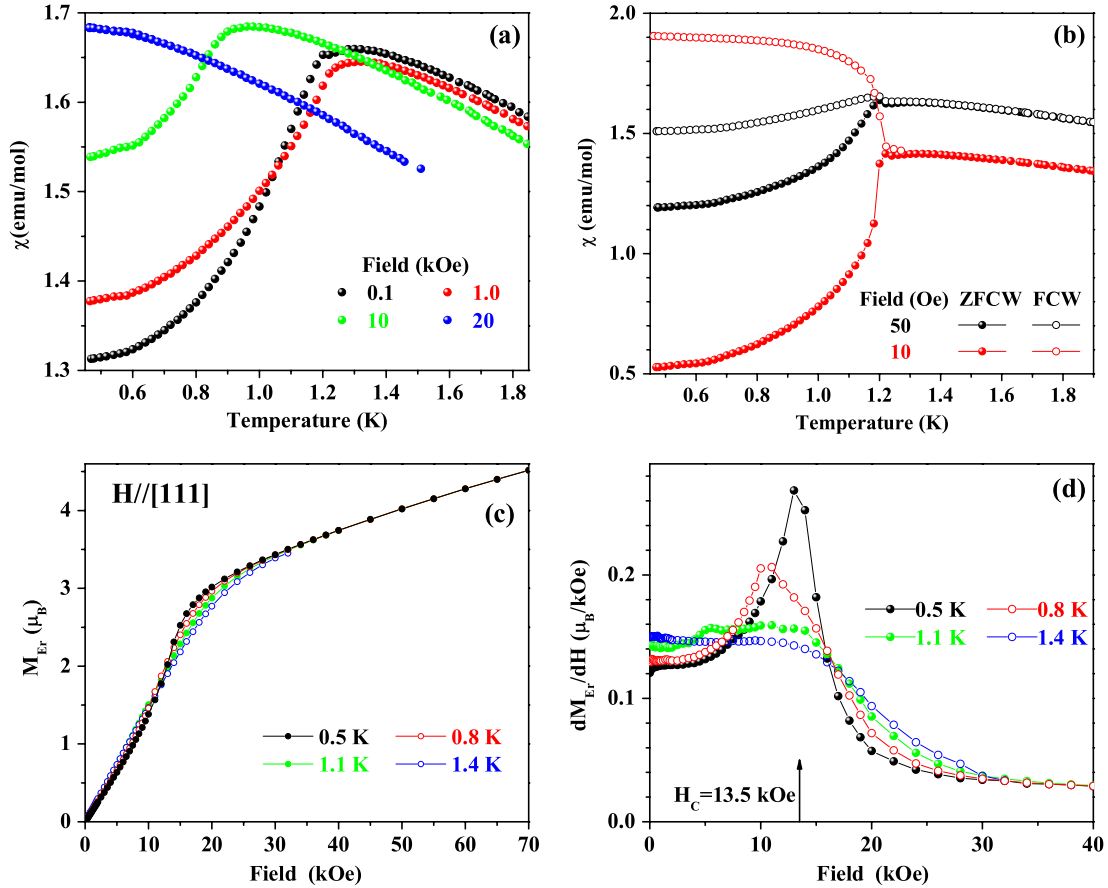 (a)
1.7
1.6
1.5
1.4
1.3
χ(emu/mol)
Field (kOe)
0.1 1.0
10 20
0.6 0.8 1.0 1.2 1.4 1.6 1.8
Temperature (K)
(b)
2.0
1.5
1.0
0.5
χ (emu/mol)
Field (Oe) ZFCW FCW
50
10
0.6 0.8 1.0 1.2 1.4 1.6 1.8
Temperature (K)
H//[111]
(c)
4
3
2
1
0
M_Er (μ_B)
0.5 K 0.8 K
1.1 K 1.4 K
0 10 20 30 40 50 60 70
Field (kOe)
(d)
0.2
0.1
0.0
dM_Er/dH (μ_B/kOe)
0.5 K 0.8 K
1.1 K 1.4 K
H_C=13.5 kOe
0 10 20 30 40
Field (kOe)